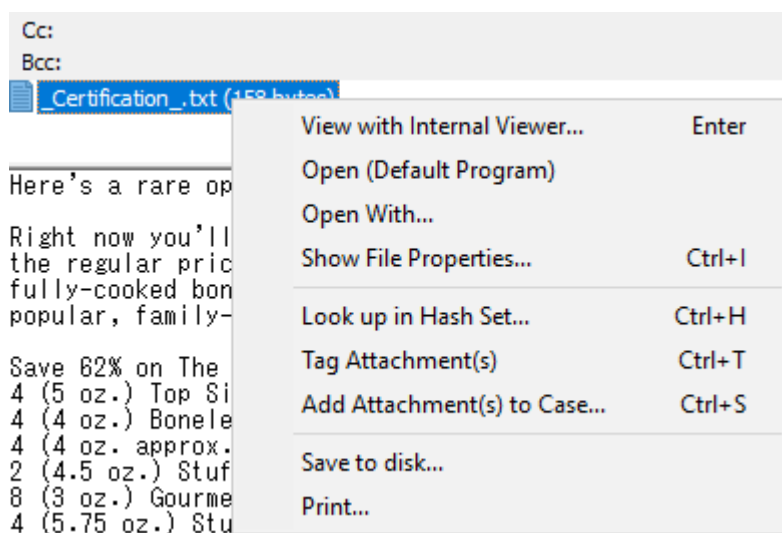 Cc:
Bcc:
_Certification_.txt (158 bytes)
View with Internal Viewer... Enter
Open (Default Program)
Open With...
Show File Properties... Ctrl+I
Look up in Hash Set... Ctrl+H
Tag Attachment(s) Ctrl+T
Add Attachment(s) to Case... Ctrl+S
Save to disk...
Print...
Here's a rare op
Right now you'll
the regular pric
fully-cooked bon
popular, family-
Save 62% on The
4 (5 oz.) Top Si
4 (4 oz.) Bonele
4 (4 oz. approx.
2 (4.5 oz.) Stuf
8 (3 oz.) Gourme
4 (5.75 oz.) Stu